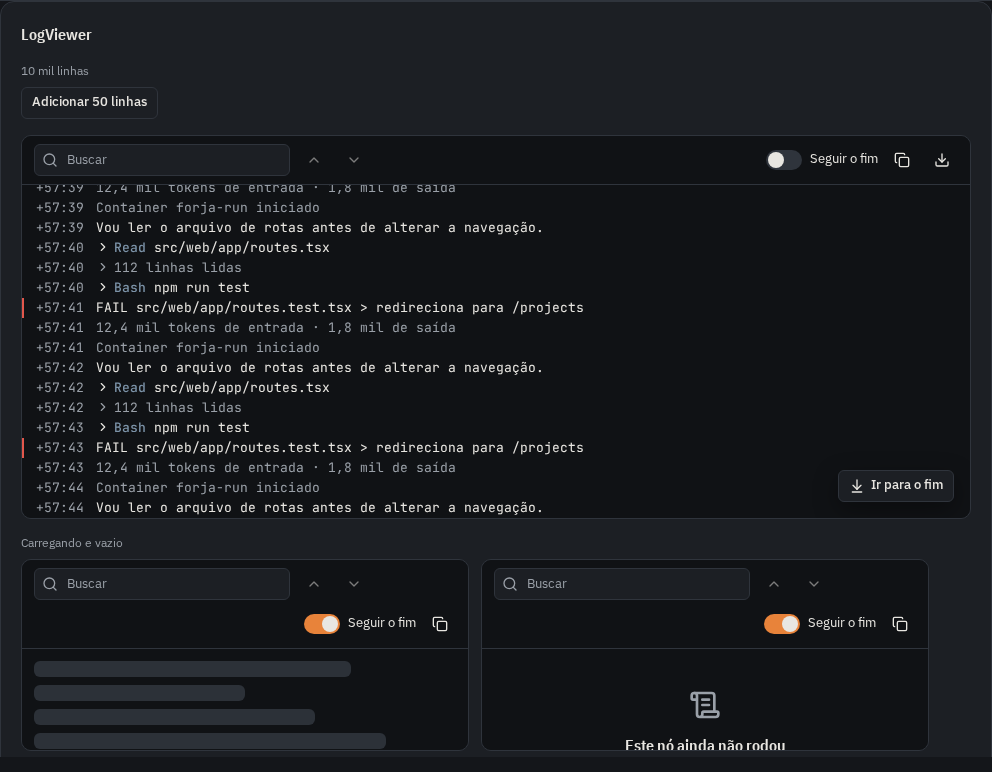 LogViewer
10 mil linhas
Adicionar 50 linhas
Buscar
Seguir o fim
+57:39 12,4 mil tokens de entrada · 1,8 mil de saída
+57:39 Container forja-run iniciado
+57:39 Vou ler o arquivo de rotas antes de alterar a navegação.
+57:40 > Read src/web/app/routes.tsx
+57:40 > 112 linhas lidas
+57:40 > Bash npm run test
+57:41 FAIL src/web/app/routes.test.tsx > redireciona para /projects
+57:41 12,4 mil tokens de entrada · 1,8 mil de saída
+57:41 Container forja-run iniciado
+57:42 Vou ler o arquivo de rotas antes de alterar a navegação.
+57:42 > Read src/web/app/routes.tsx
+57:42 > 112 linhas lidas
+57:43 > Bash npm run test
+57:43 FAIL src/web/app/routes.test.tsx > redireciona para /projects
+57:43 12,4 mil tokens de entrada · 1,8 mil de saída
+57:44 Container forja-run iniciado
+57:44 Vou ler o arquivo de rotas antes de alterar a navegação.
Ir para o fim
Carregando e vazio
Buscar
Seguir o fim
Buscar
Seguir o fim
Este nó ainda não rodou